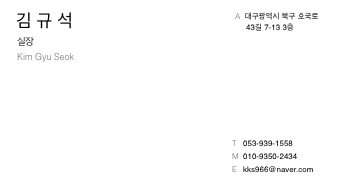 김 규 석
실장
Kim Gyu Seok
A 대구광역시 북구 호국로
43길 7-13 3층
T 053-939-1558
M 010-9350-2434
E kks966@naver.com